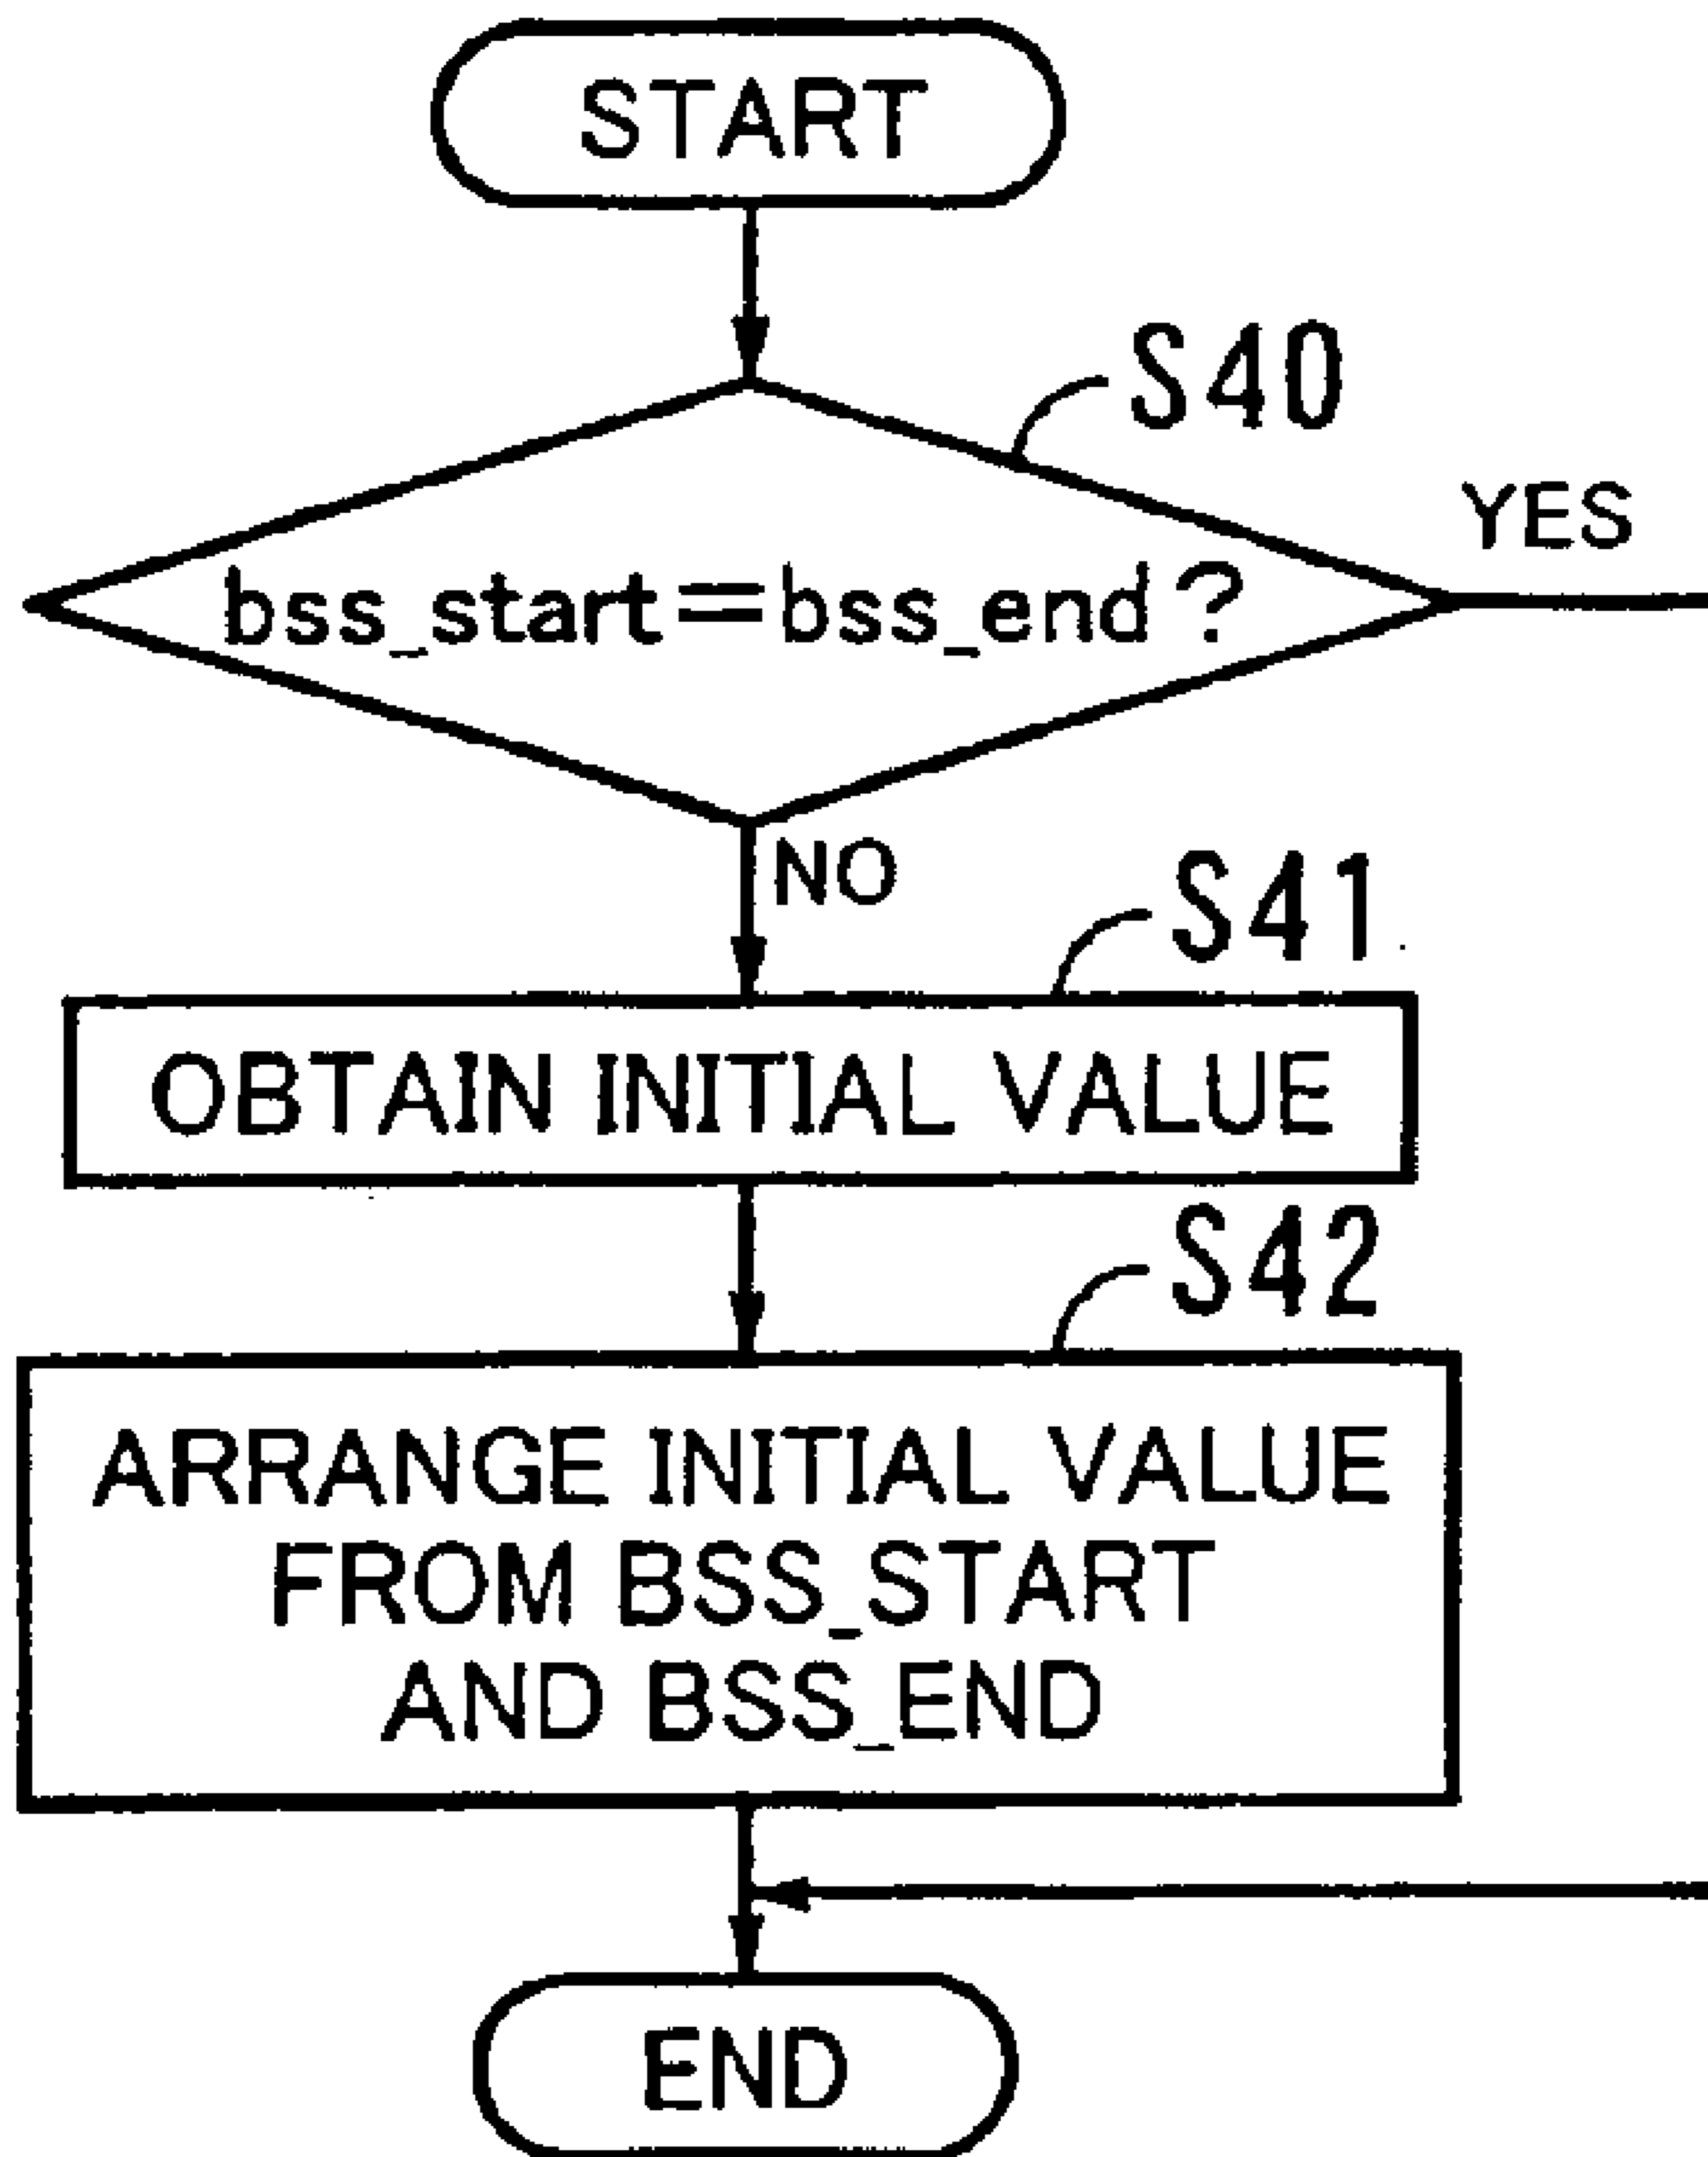 START
S40
YES
bss_start=bss_end?
NO
S41
OBTAIN INITIAL VALUE
S42
ARRANGE INITIAL VALUE
FROM BSS_START
AND BSS_END
END